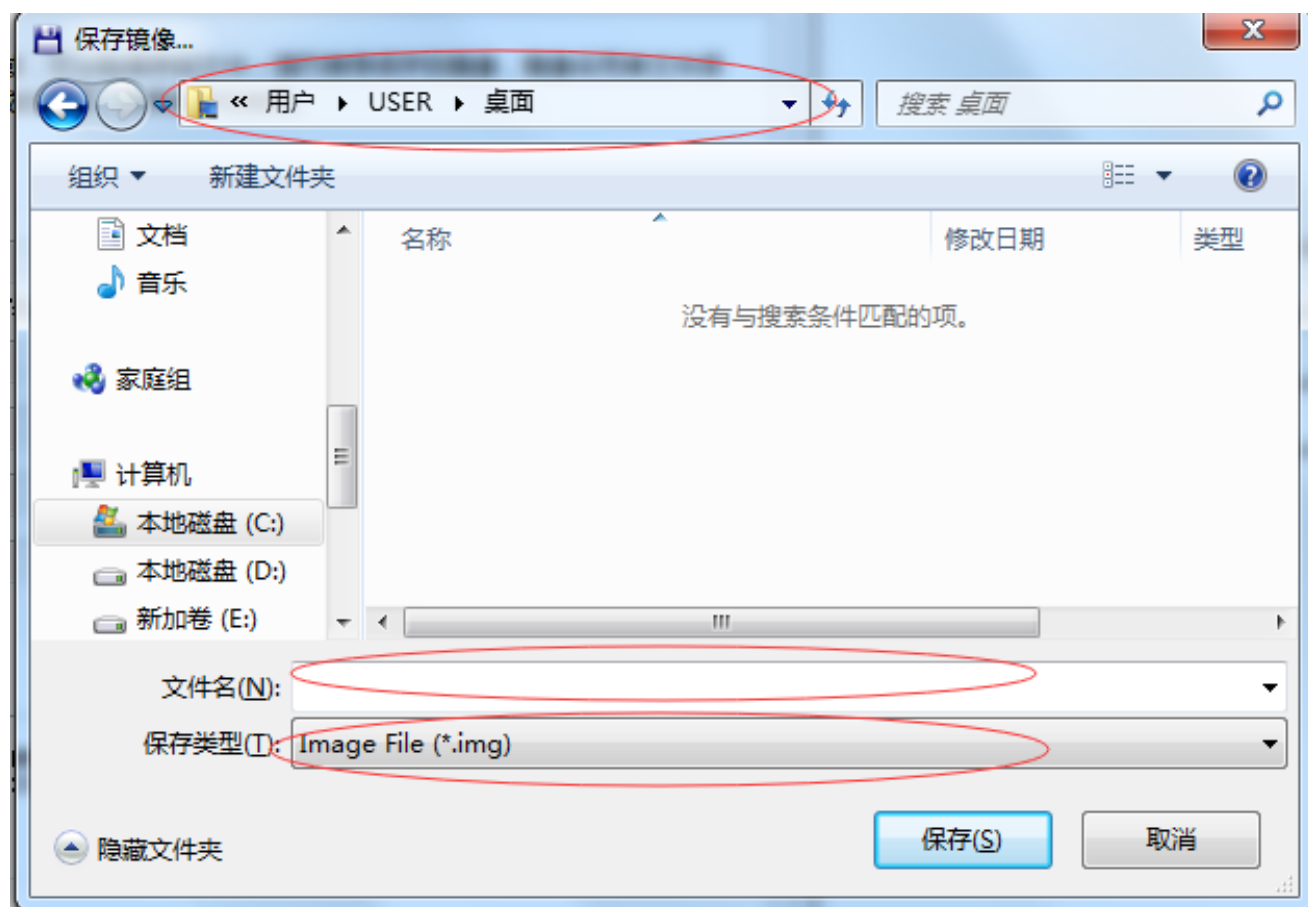 保存镜像...
« 用户 ▸ USER ▸ 桌面
搜索 桌面
组织 新建文件夹
文档
音乐
家庭组
计算机
本地磁盘 (C:)
本地磁盘 (D:)
新加卷 (E:)
名称 修改日期 类型
没有与搜索条件匹配的项。
文件名(N):
保存类型(T): Image File (*.img)
隐藏文件夹
保存(S) 取消